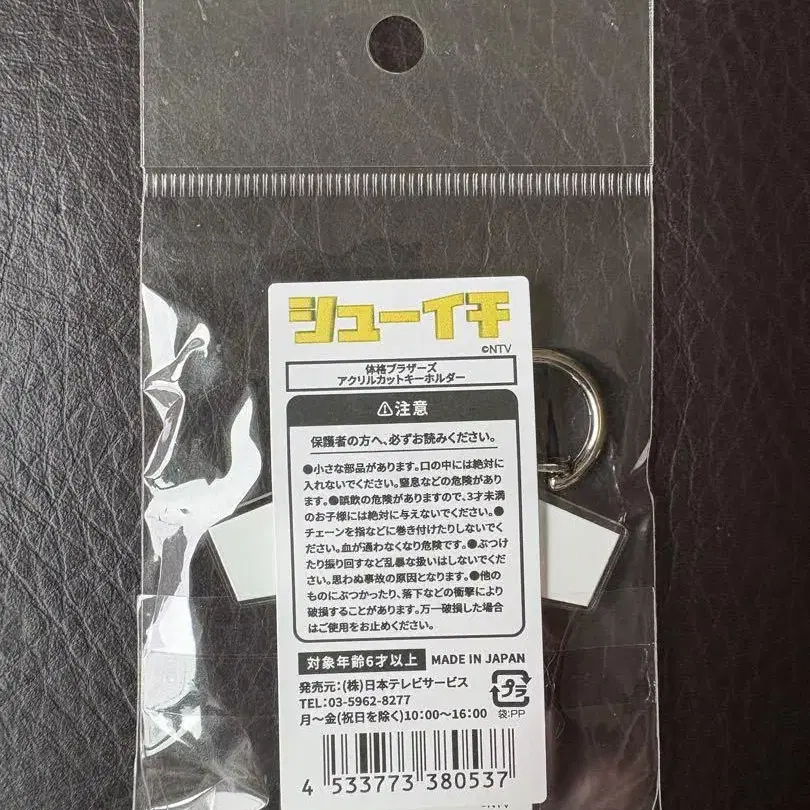 シューイチ
©NTV
体格ブラザーズ
アクリルカットキーホルダー
⚠注意
保護者の方へ、必ずお読みください。
●小さな部品があります。口の中には絶対に
入れないでください。窒息などの危険があり
ます。●誤飲の危険がありますので、3才未満
のお子様には絶対に与えないでください。●
チェーンを指などに巻き付けたりしないでく
ださい。血が通わなくなり危険です。●ぶつけ
たり振り回すなど乱暴な扱いはしないでくだ
さい。思わぬ事故の原因となります。●他の
ものにぶつかったり、落下などの衝撃により
破損することがあります。万一破損した場合
はご使用をお止めください。
対象年齢6才以上 MADE IN JAPAN
発売元:(株)日本テレビサービス
TEL:03-5962-8277
月〜金(祝日を除く)10:00〜16:00
プラ
袋:PP
4 533773 380537
©NTV